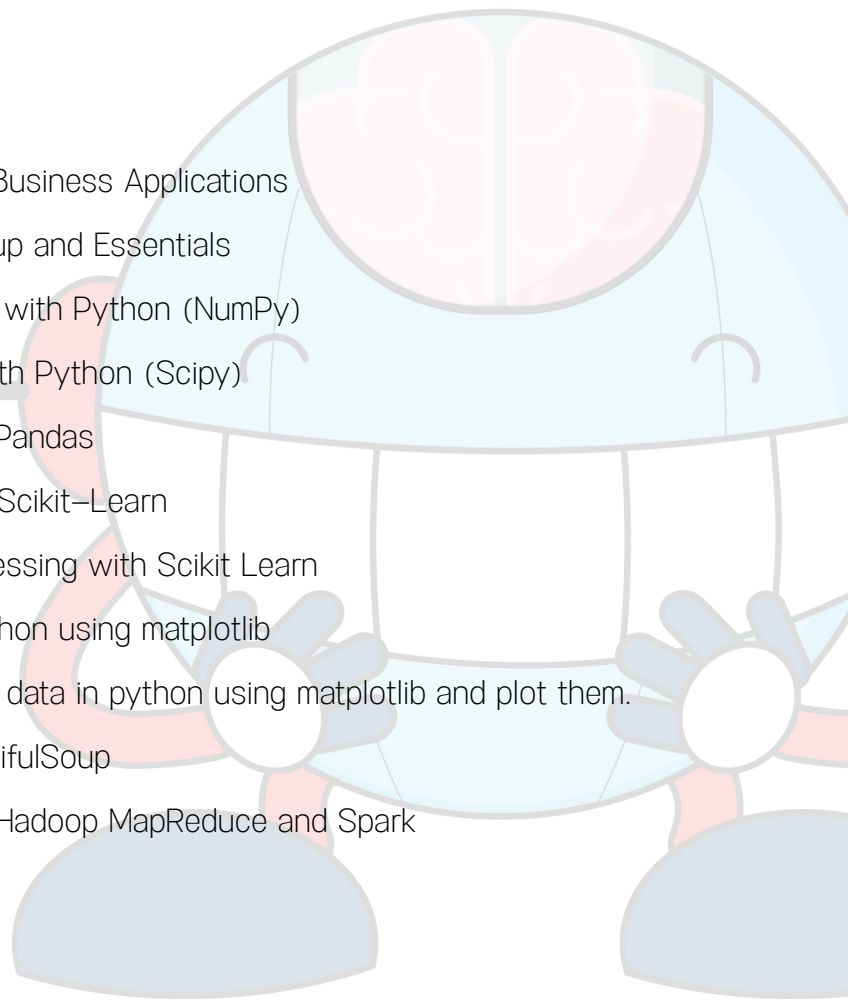 Business Applications
up and Essentials
with Python (NumPy)
th Python (Scipy)
Pandas
Scikit–Learn
essing with Scikit Learn
hon using matplotlib
data in python using matplotlib and plot them.
ifulSoup
Hadoop MapReduce and Spark